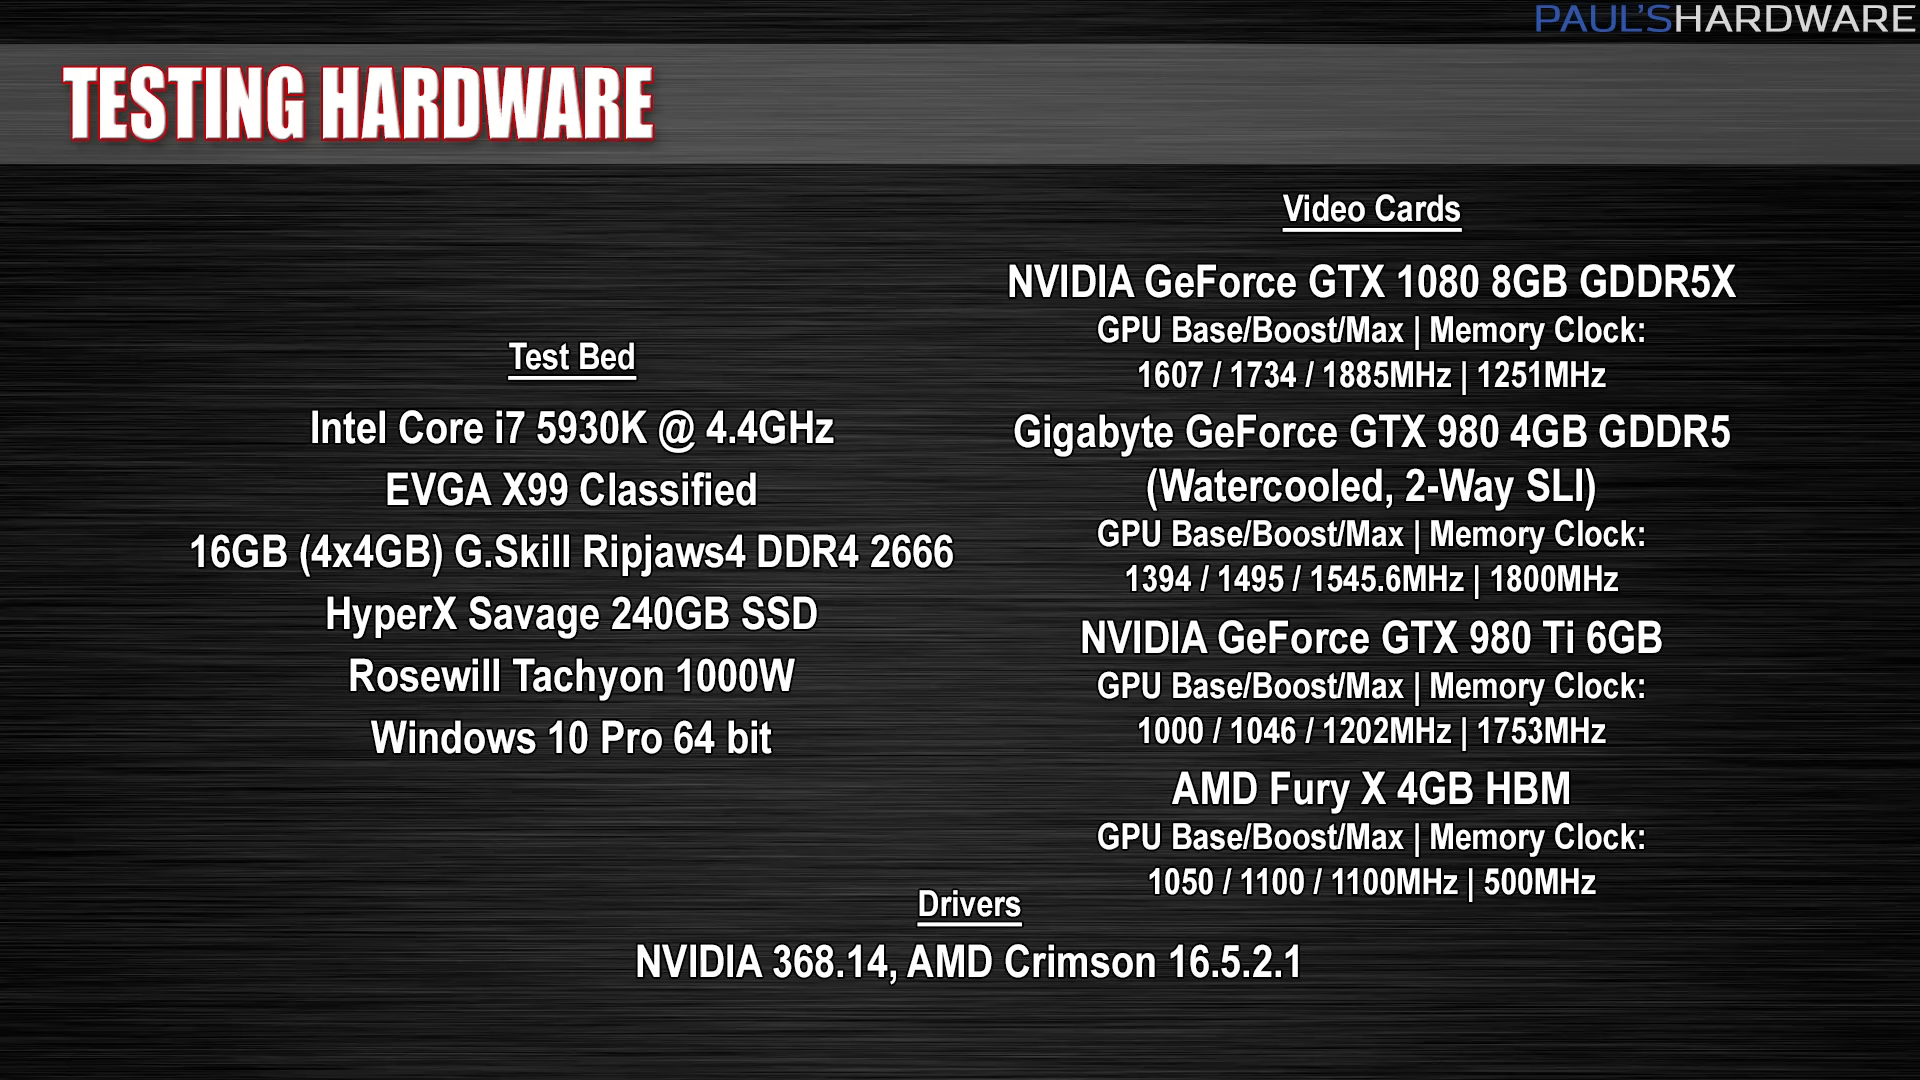 PAUL'SHARDWARE
TESTING HARDWARE
Test Bed
Intel Core i7 5930K @ 4.4GHz
EVGA X99 Classified
16GB (4x4GB) G.Skill Ripjaws4 DDR4 2666
HyperX Savage 240GB SSD
Rosewill Tachyon 1000W
Windows 10 Pro 64 bit
Video Cards
NVIDIA GeForce GTX 1080 8GB GDDR5X
GPU Base/Boost/Max | Memory Clock:
1607 / 1734 / 1885MHz | 1251MHz
Gigabyte GeForce GTX 980 4GB GDDR5
(Watercooled, 2-Way SLI)
GPU Base/Boost/Max | Memory Clock:
1394 / 1495 / 1545.6MHz | 1800MHz
NVIDIA GeForce GTX 980 Ti 6GB
GPU Base/Boost/Max | Memory Clock:
1000 / 1046 / 1202MHz | 1753MHz
AMD Fury X 4GB HBM
GPU Base/Boost/Max | Memory Clock:
1050 / 1100 / 1100MHz | 500MHz
Drivers
NVIDIA 368.14, AMD Crimson 16.5.2.1